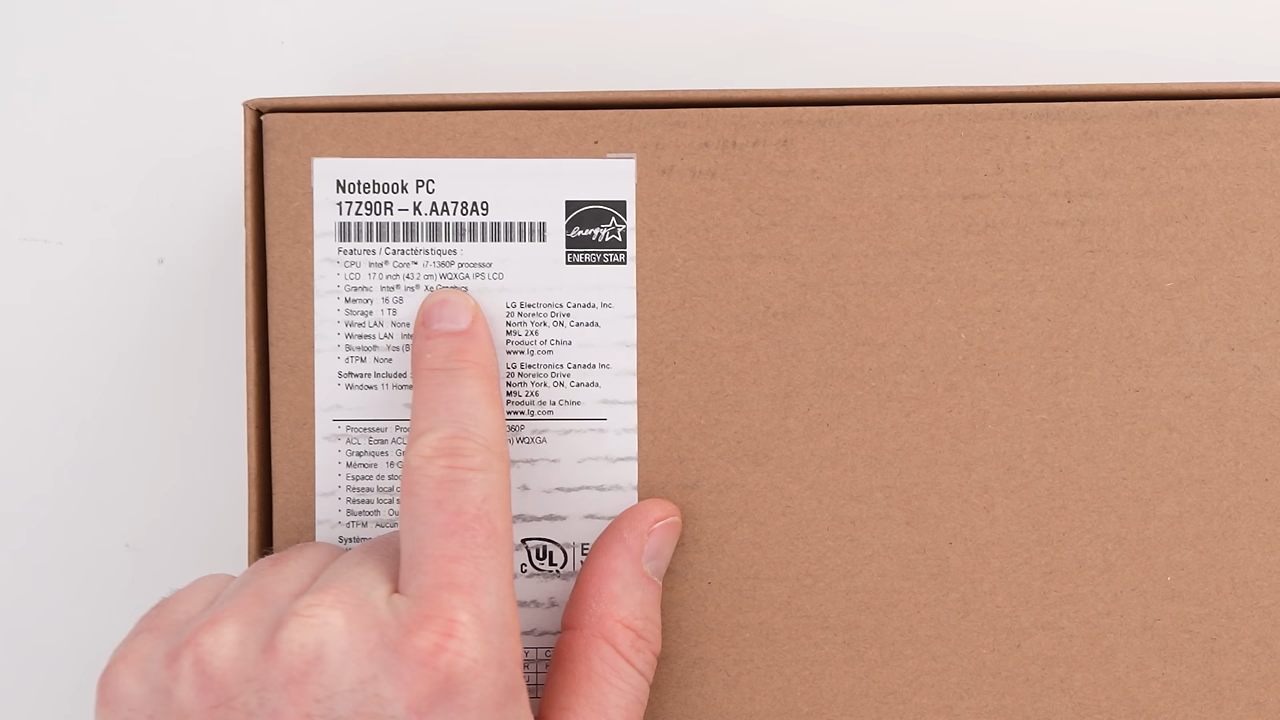 Notebook PC
17Z90R – K.AA78A9
Features / Caractéristiques :
* CPU : Intel® Core™ i7-1360P processor
* LCD : 17.0 inch (43.2 cm) WQXGA IPS LCD
* Graphic : Intel® Iris® Xe Graphics
* Memory : 16 GB
* Storage : 1 TB
* Wired LAN : None
* Wireless LAN :
* Bluetooth : Yes
* dTPM : None
Software Included :
* Windows 11 Home
energy
ENERGY STAR
LG Electronics Canada, Inc.
20 Norelco Drive
North York, ON, Canada,
M9L 2X6
Product of China
www.lg.com
LG Electronics Canada Inc.
20 Norelco Drive
North York, ON, Canada,
M9L 2X6
Produit de la Chine
www.lg.com
* Processeur : 360P
* ACL : Écran ACL WQXGA
* Graphiques :
* Mémoire : 16
* Espace de
* Réseau local
* Réseau local
* Bluetooth :
* dTPM : Aucun
C UL